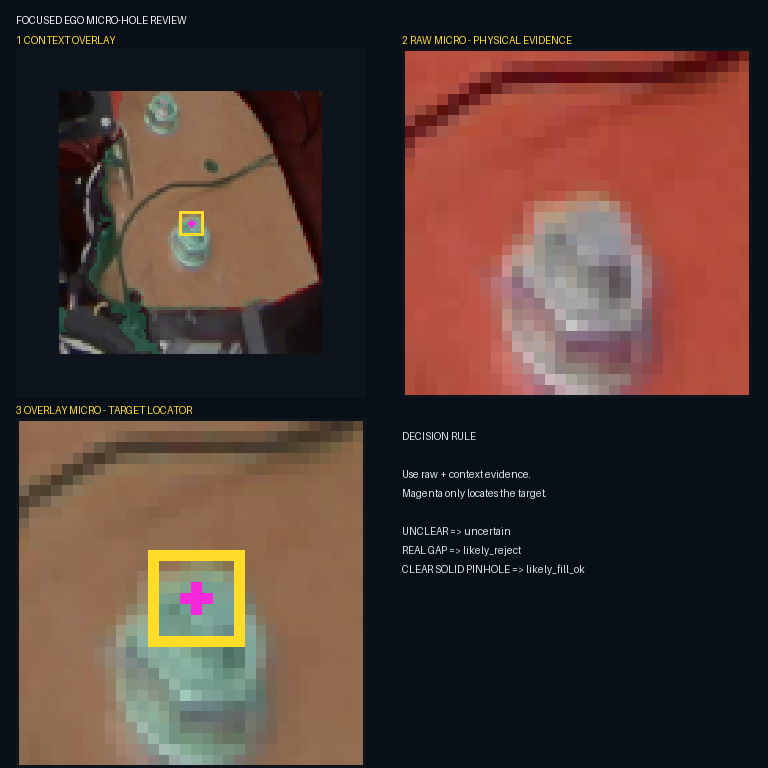 FOCUSED EGO MICRO-HOLE REVIEW
1 CONTEXT OVERLAY
2 RAW MICRO - PHYSICAL EVIDENCE
3 OVERLAY MICRO - TARGET LOCATOR
DECISION RULE
Use raw + context evidence.
Magenta only locates the target.
UNCLEAR => uncertain
REAL GAP => likely_reject
CLEAR SOLID PINHOLE => likely_fill_ok